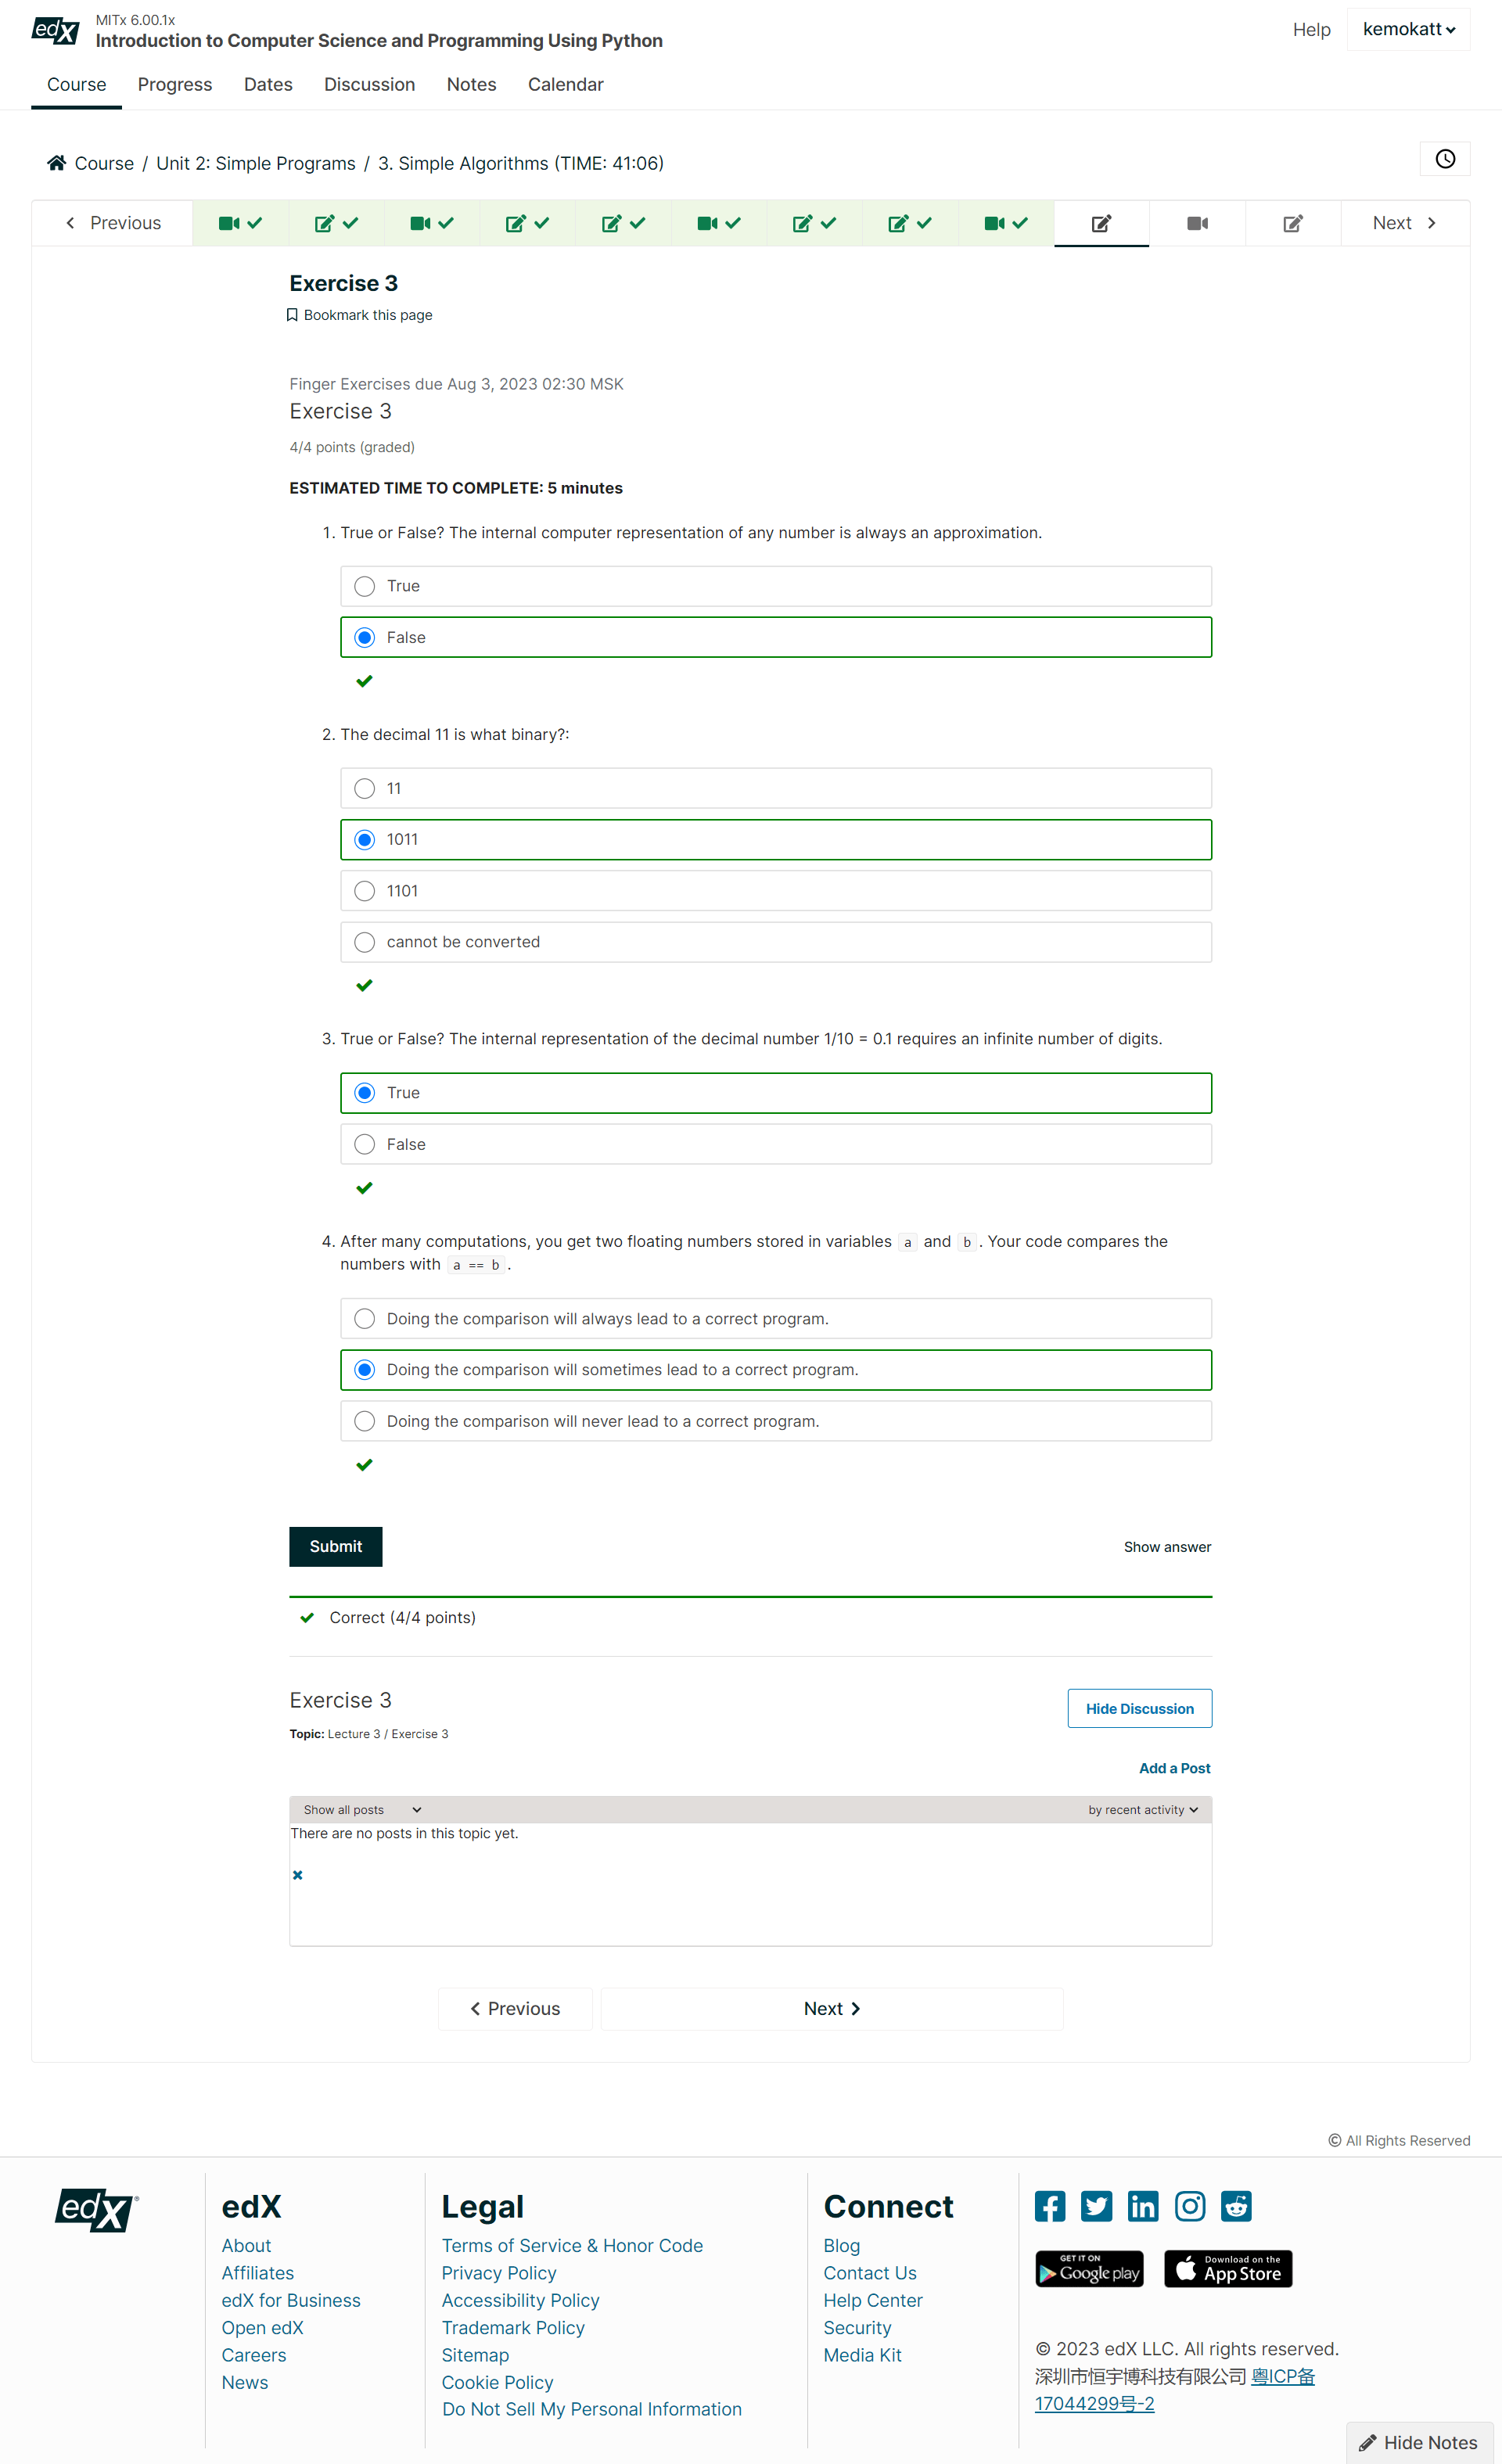 edX
MITx 6.00.1x
Introduction to Computer Science and Programming Using Python
Help
kemokatt
Course Progress Dates Discussion Notes Calendar
Course / Unit 2: Simple Programs / 3. Simple Algorithms (TIME: 41:06)
Previous
Next
Exercise 3
Bookmark this page
Finger Exercises due Aug 3, 2023 02:30 MSK
Exercise 3
4/4 points (graded)
ESTIMATED TIME TO COMPLETE: 5 minutes
1. True or False? The internal computer representation of any number is always an approximation.
True
False
2. The decimal 11 is what binary?:
11
1011
1101
cannot be converted
3. True or False? The internal representation of the decimal number 1/10 = 0.1 requires an infinite number of digits.
True
False
4. After many computations, you get two floating numbers stored in variables a and b. Your code compares the
numbers with a == b.
Doing the comparison will always lead to a correct program.
Doing the comparison will sometimes lead to a correct program.
Doing the comparison will never lead to a correct program.
Submit
Show answer
Correct (4/4 points)
Exercise 3
Hide Discussion
Topic: Lecture 3 / Exercise 3
Add a Post
Show all posts
by recent activity
There are no posts in this topic yet.
Previous
Next
© All Rights Reserved
edX®
edX
About
Affiliates
edX for Business
Open edX
Careers
News
Legal
Terms of Service & Honor Code
Privacy Policy
Accessibility Policy
Trademark Policy
Sitemap
Cookie Policy
Do Not Sell My Personal Information
Connect
Blog
Contact Us
Help Center
Security
Media Kit
GET IT ON
Google play
Download on the
App Store
© 2023 edX LLC. All rights reserved.
深圳市恒宇博科技有限公司 粤ICP备
17044299号-2
Hide Notes